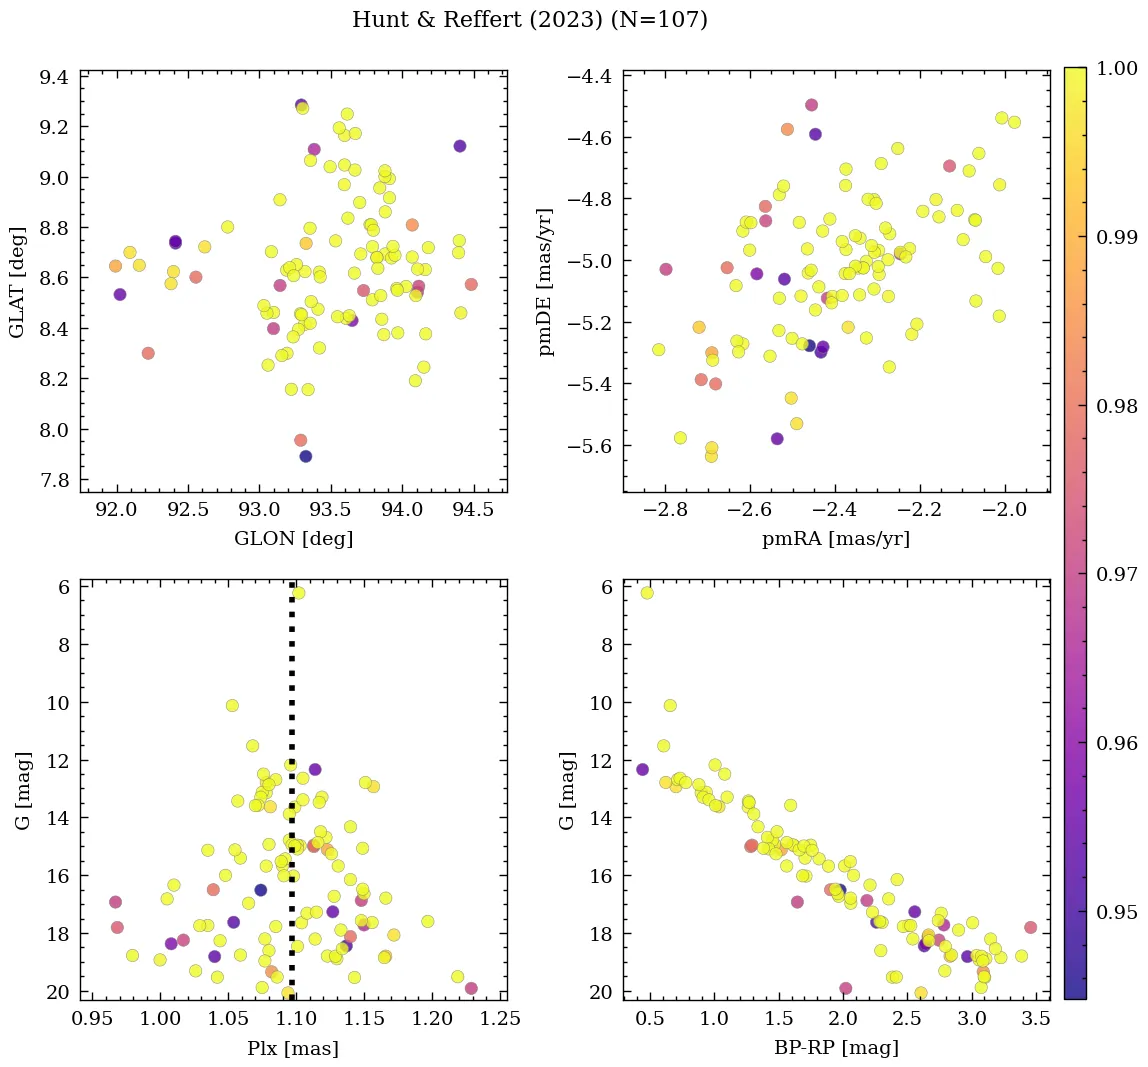 Hunt & Reffert (2023) (N=107)
9.4
9.2
9.0
8.8
8.6
8.4
8.2
8.0
7.8
GLAT [deg]
92.0 92.5 93.0 93.5 94.0 94.5
GLON [deg]
−4.4
−4.6
−4.8
−5.0
−5.2
−5.4
−5.6
pmDE [mas/yr]
−2.8 −2.6 −2.4 −2.2 −2.0
pmRA [mas/yr]
6
8
10
12
14
16
18
20
G [mag]
0.95 1.00 1.05 1.10 1.15 1.20 1.25
Plx [mas]
6
8
10
12
14
16
18
20
G [mag]
0.5 1.0 1.5 2.0 2.5 3.0 3.5
BP-RP [mag]
1.00
0.99
0.98
0.97
0.96
0.95